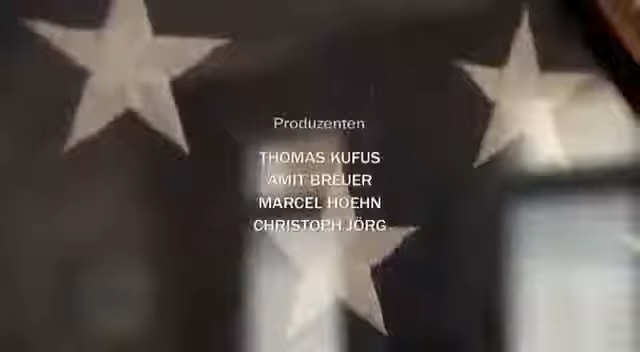 Produzenten
THOMAS KUFUS
AMIT BREUER
MARCEL HOEHN
CHRISTOPH JÖRG